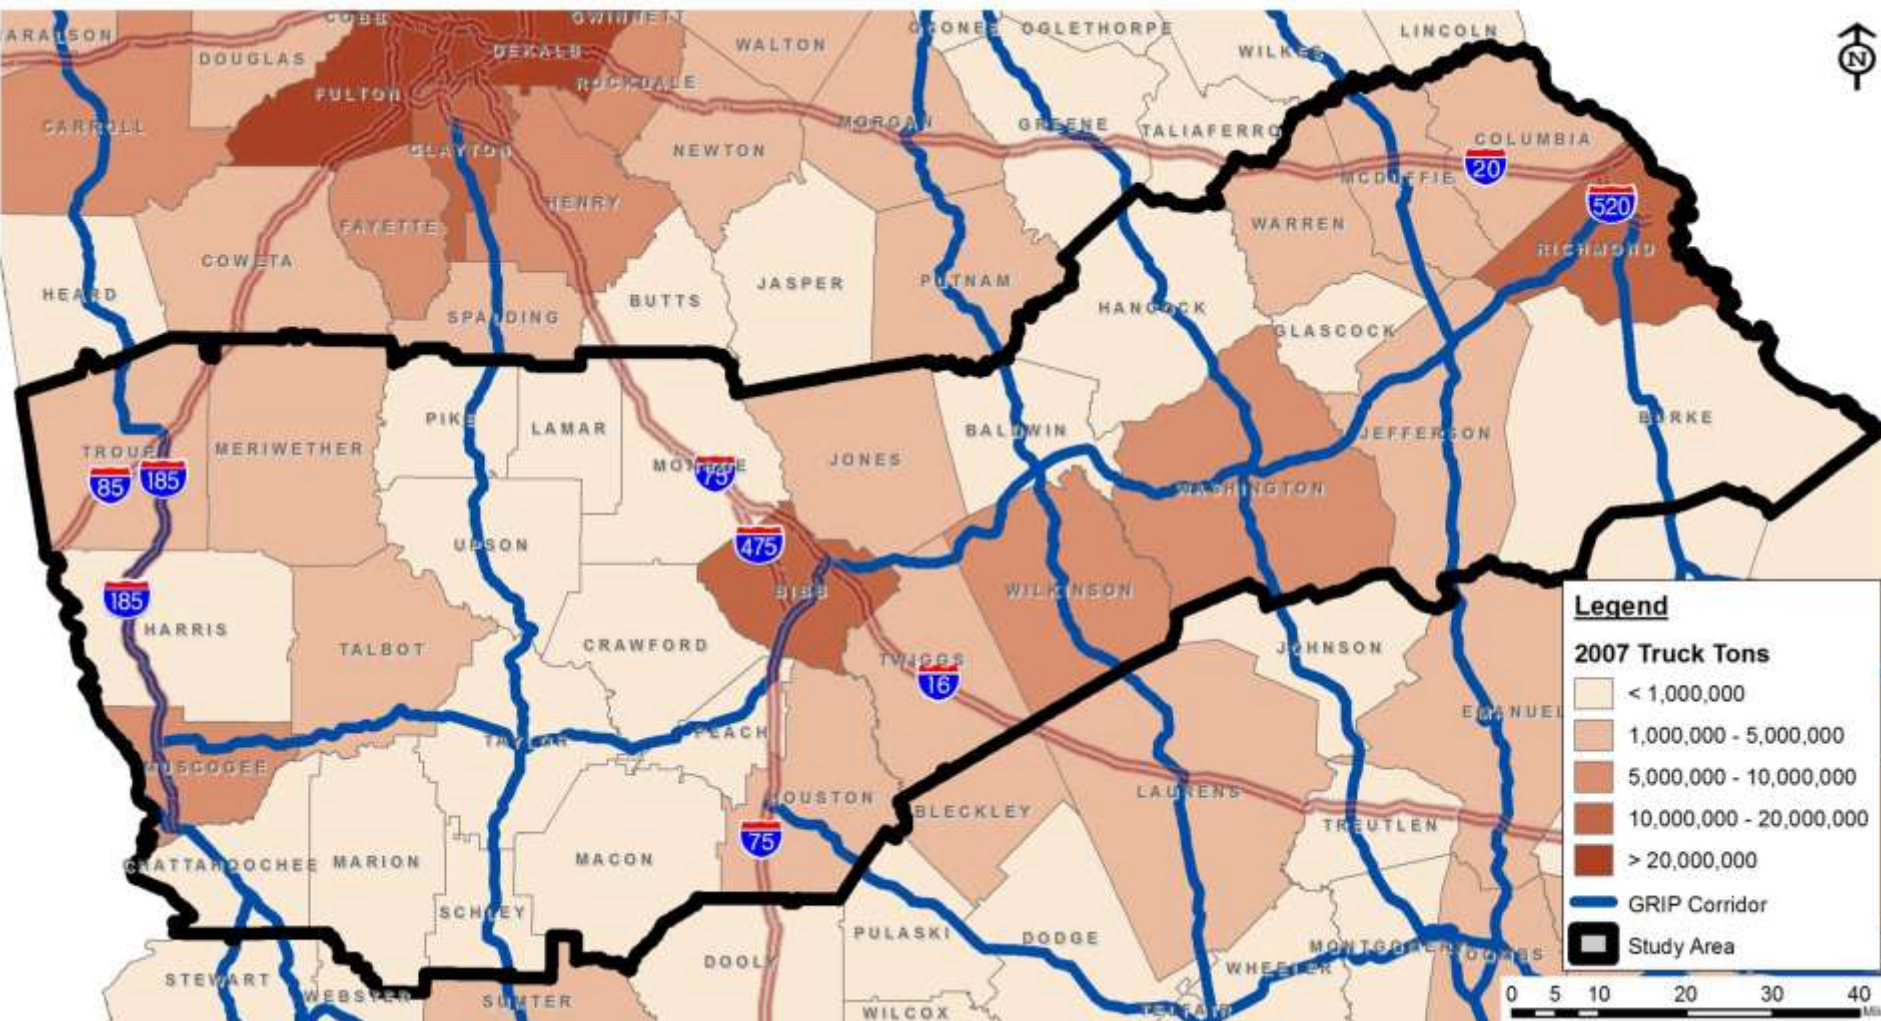 COBB
GWINNETT
OCONEE
OGLETHORPE
LINCOLN
ARALSON
DOUGLAS
DEKALB
WALTON
WILKES
N
FULTON
ROCKDALE
CARROLL
CLAYTON
NEWTON
MORGAN
GREENE
TALIAFERRO
COLUMBIA
20
MCDUFFIE
520
HENRY
FAYETTE
WARREN
RICHMOND
COWETA
HEARD
SPALDING
BUTTS
JASPER
PUTNAM
HANCOCK
GLASCOCK
TROUP
MERIWETHER
PIKE
LAMAR
MONROE
75
JONES
BALDWIN
JEFFERSON
BURKE
85
185
WASHINGTON
UPSON
475
185
HARRIS
BIBB
WILKINSON
TALBOT
CRAWFORD
TWIGGS
16
JOHNSON
EMANUEL
TAYLOR
PEACH
MUSCOGEE
HOUSTON
75
BLECKLEY
LAURENS
TREUTLEN
CHATTAHOOCHEE
MARION
MACON
SCHLEY
PULASKI
DODGE
MONTGOMERY
TOOMBS
STEWART
WEBSTER
SUMTER
DOOLY
WHEELER
WILCOX
TELFAIR
Legend
2007 Truck Tons
< 1,000,000
1,000,000 - 5,000,000
5,000,000 - 10,000,000
10,000,000 - 20,000,000
> 20,000,000
GRIP Corridor
Study Area
0 5 10 20 30 40
Mil